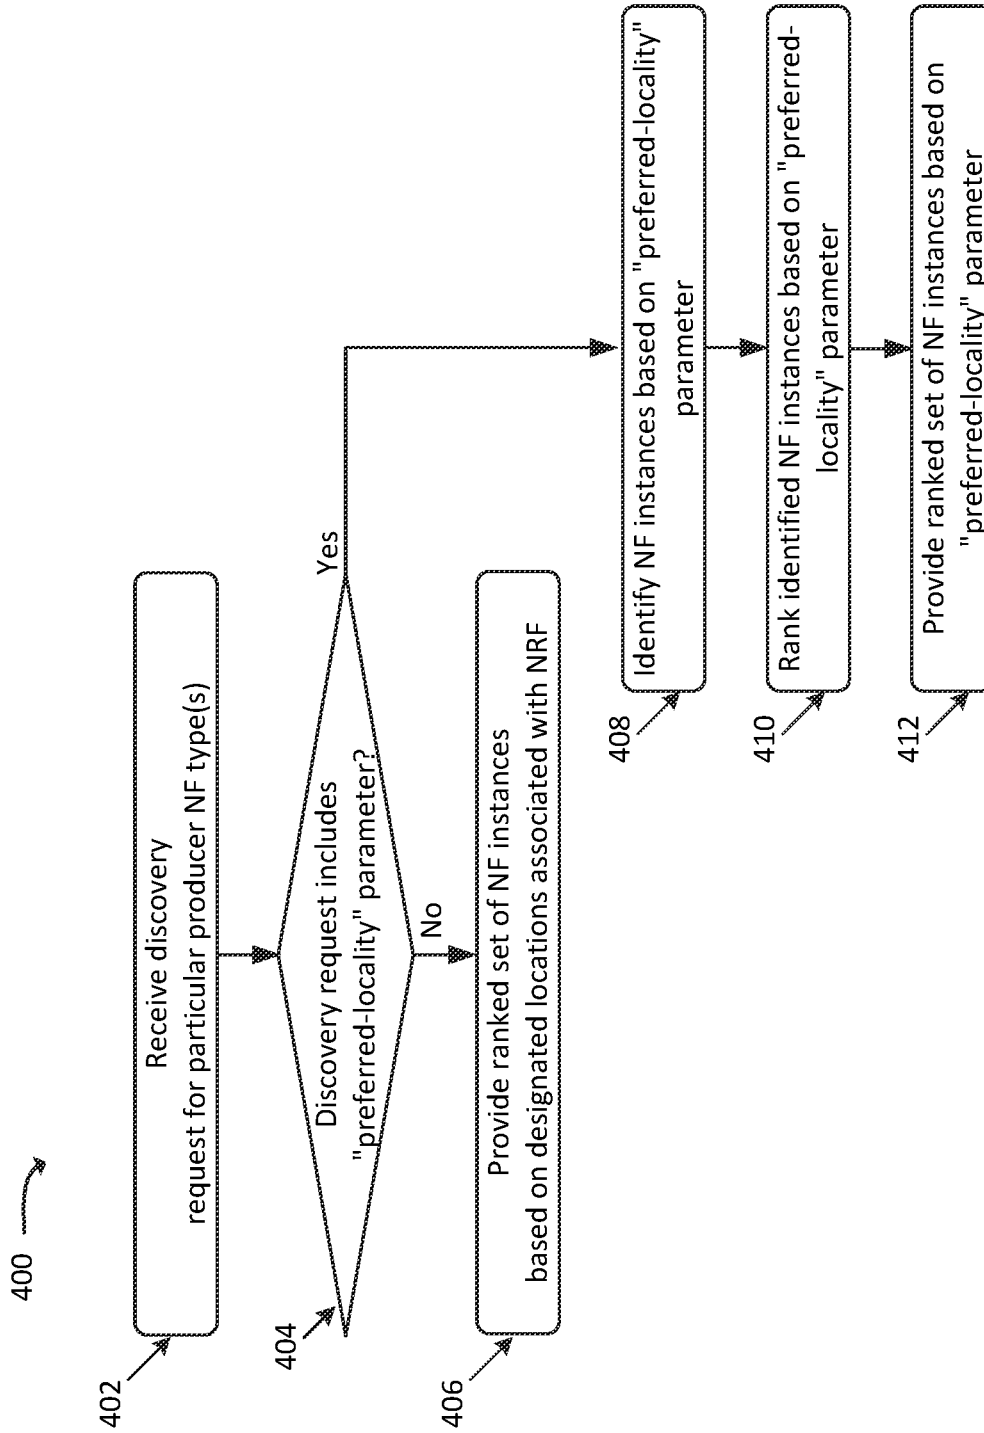 400
402
Receive discovery
request for particular producer NF type(s)
404
Discovery request includes
"preferred-locality" parameter?
Yes
No
406
Provide ranked set of NF instances
based on designated locations associated with NRF
408
Identify NF instances based on "preferred-locality"
parameter
410
Rank identified NF instances based on "preferred-
locality" parameter
412
Provide ranked set of NF instances based on
"preferred-locality" parameter